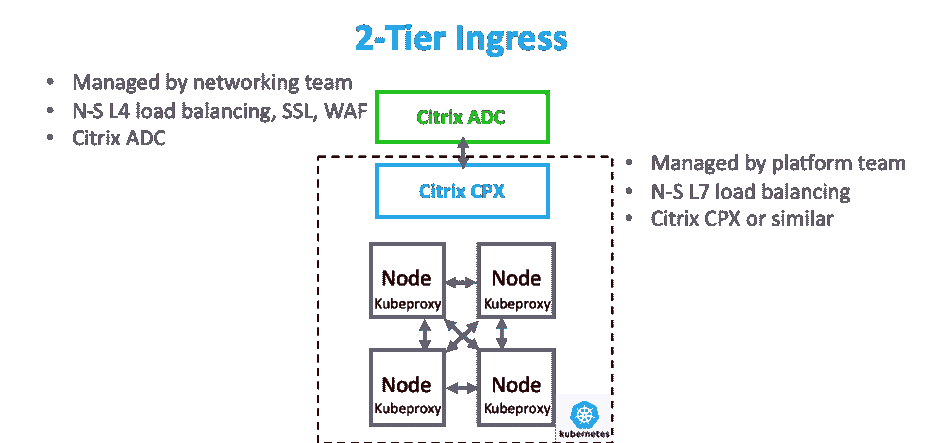 2-Tier Ingress
• Managed by networking team
• N-S L4 load balancing, SSL, WAF
• Citrix ADC
Citrix ADC
Citrix CPX
• Managed by platform team
• N-S L7 load balancing
• Citrix CPX or similar
Node
Kubeproxy
Node
Kubeproxy
Node
Kubeproxy
Node
Kubeproxy
kubernetes